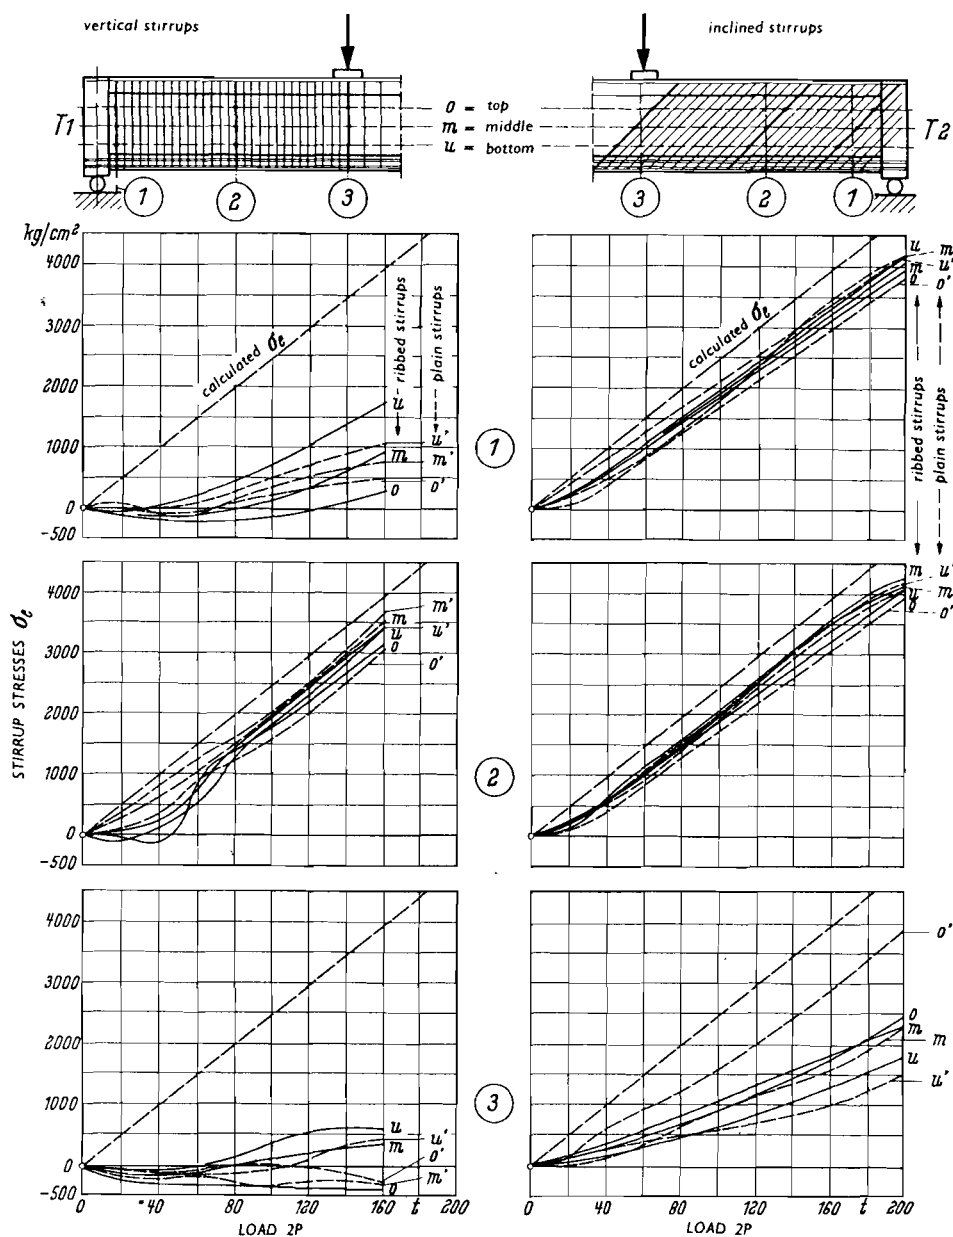 vertical stirrups
inclined stirrups
T1
o = top
m = middle
u = bottom
T2
1
2
3
3
2
1
kg/cm²
4000
3000
2000
1000
0
-500
calculated σe
ribbed stirrups
plain stirrups
u
u'
m
m'
o'
o
1
calculated σe
u
m
u'
m
o
o'
ribbed stirrups
plain stirrups
STIRRUP STRESSES σe
4000
3000
2000
1000
0
-500
m'
m
u'
u
o
o'
2
m
u'
u
m
o
o'
4000
3000
2000
1000
0
-500
u
u'
m
o'
m'
o
3
o'
o
m
m
u
u'
0
40
80
120
160
t
200
LOAD 2P
0
40
80
120
160
t
200
LOAD 2P